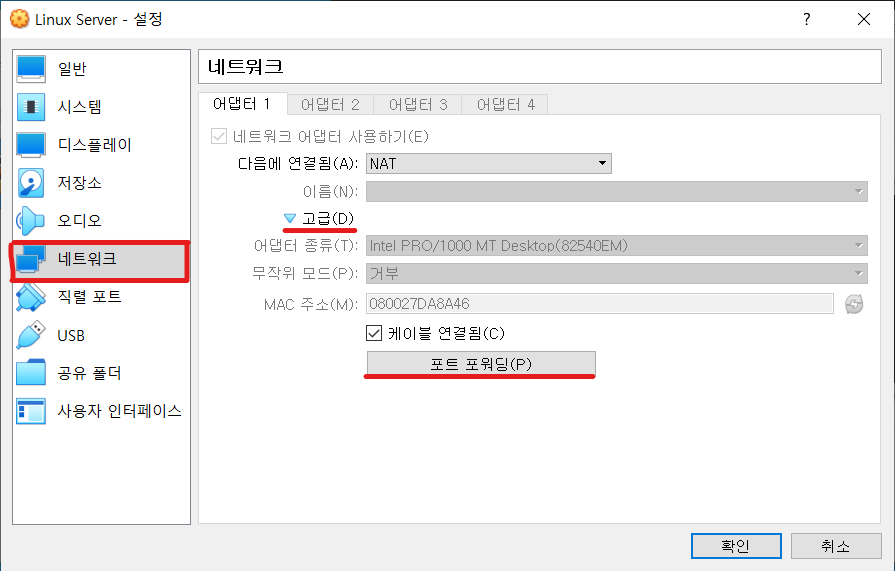 Linux Server - 설정
?
일반
시스템
디스플레이
저장소
오디오
네트워크
직렬 포트
USB
공유 폴더
사용자 인터페이스
네트워크
어댑터 1 어댑터 2 어댑터 3 어댑터 4
네트워크 어댑터 사용하기(E)
다음에 연결됨(A): NAT
이름(N):
고급(D)
어댑터 종류(T): Intel PRO/1000 MT Desktop(82540EM)
무작위 모드(P): 거부
MAC 주소(M): 080027DA8A46
케이블 연결됨(C)
포트 포워딩(P)
확인 취소